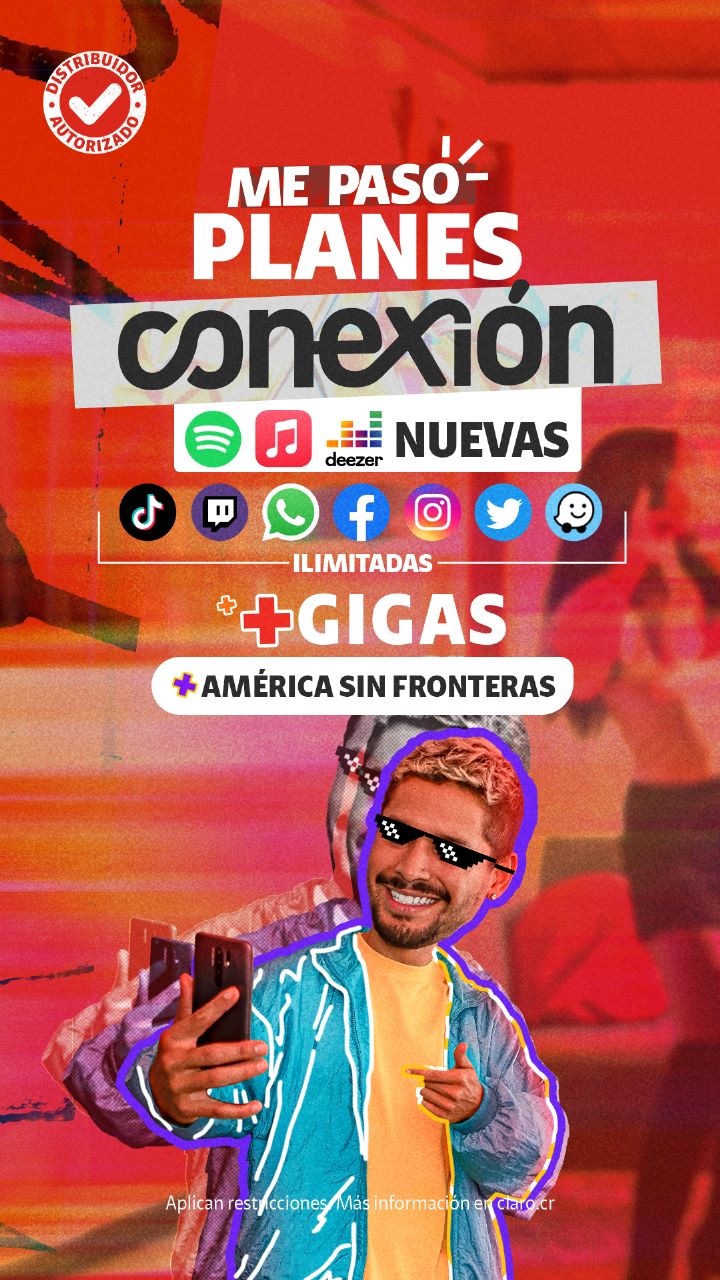 DISTRIBUIDOR
AUTORIZADO
ME PASÓ
PLANES
conexión
deezer NUEVAS
ILIMITADAS
++GIGAS
+AMÉRICA SIN FRONTERAS
Aplican restricciones. Más información en claro.cr